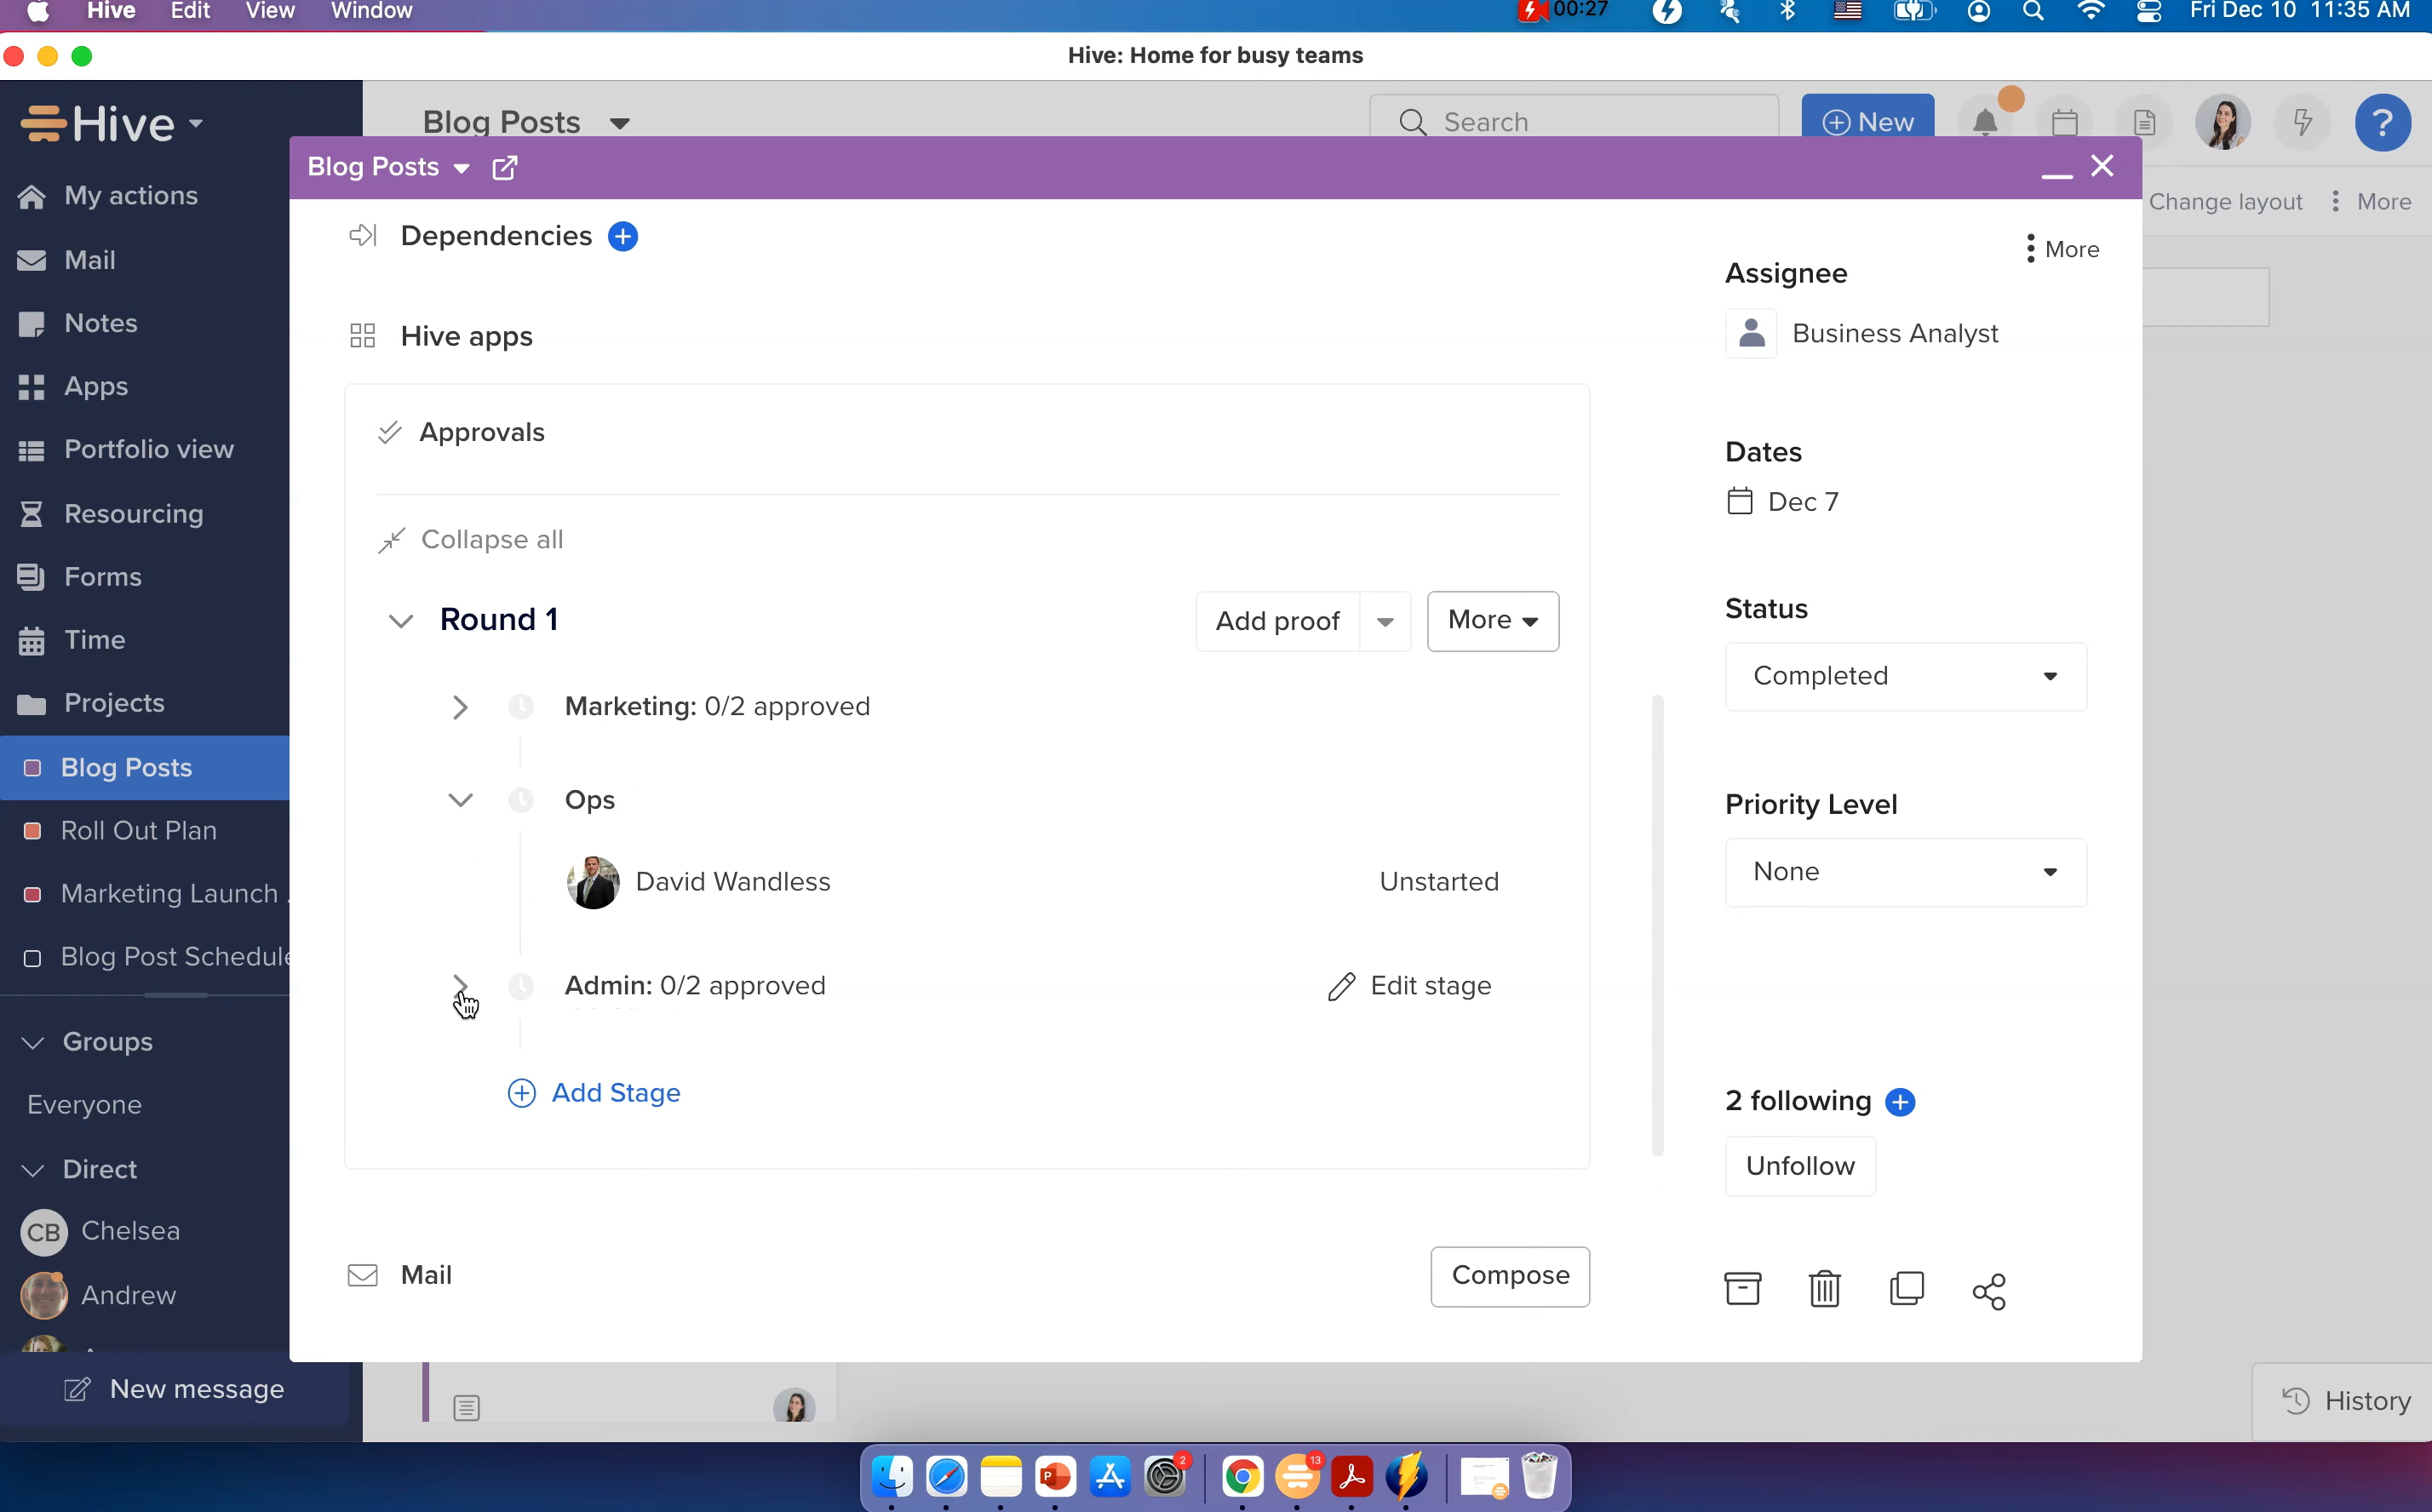 Hive Edit View Window 00:27 Fri Dec 10 11:35 AM
Hive: Home for busy teams
Hive
My actions
Mail
Notes
Apps
Portfolio view
Resourcing
Forms
Time
Projects
Blog Posts
Roll Out Plan
Marketing Launch .
Blog Post Schedule
Groups
Everyone
Direct
CB Chelsea
Andrew
New message
Blog Posts
Search
New
?
Change layout
More
Blog Posts
Dependencies
Hive apps
Approvals
Collapse all
Round 1
Add proof
More
Marketing: 0/2 approved
Ops
David Wandless Unstarted
Admin: 0/2 approved
Edit stage
Add Stage
Mail
Compose
More
Assignee
Business Analyst
Dates
Dec 7
Status
Completed
Priority Level
None
2 following
Unfollow
History
P
2
13